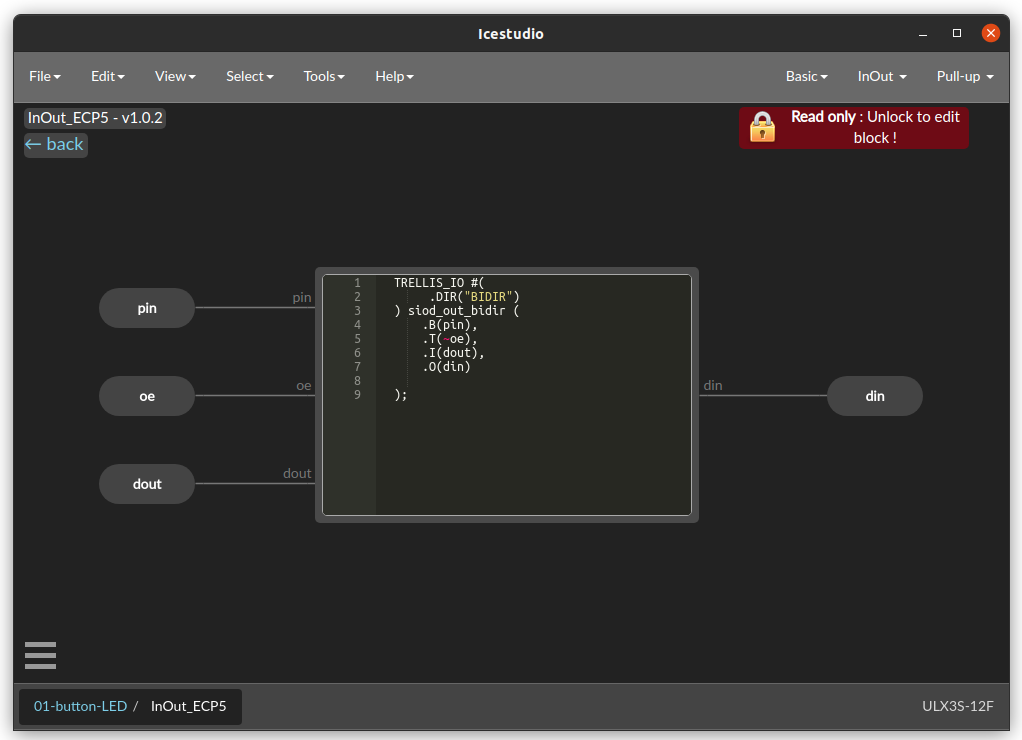 Icestudio
File Edit View Select Tools Help Basic InOut Pull-up
InOut_ECP5 - v1.0.2
← back
Read only : Unlock to edit
block !
pin
pin
oe
oe
dout
dout
1 TRELLIS_IO #(
2 .DIR("BIDIR")
3 ) siod_out_bidir (
4 .B(pin),
5 .T(~oe),
6 .I(dout),
7 .O(din)
8
9 );
din
din
01-button-LED / InOut_ECP5
ULX3S-12F